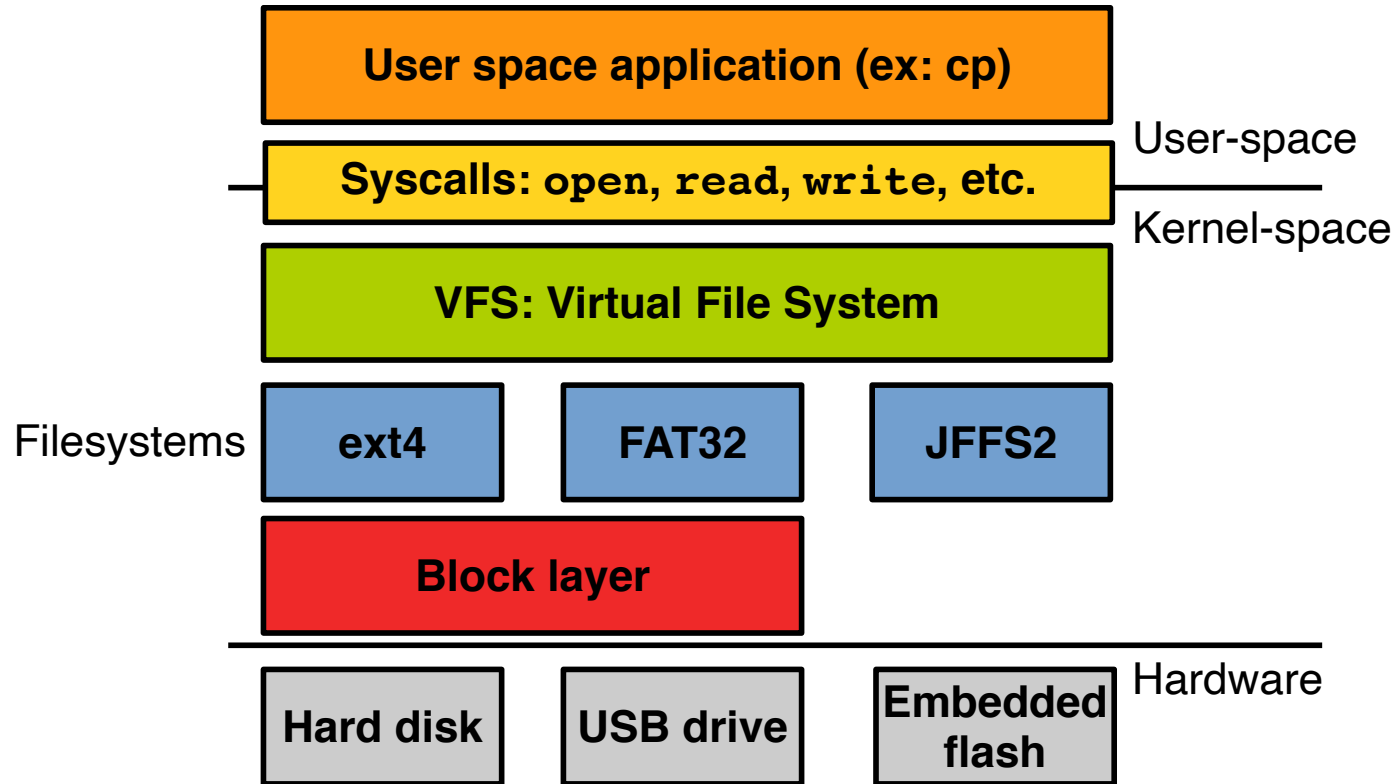 User space application (ex: cp)
User-space
Syscalls: open, read, write, etc.
Kernel-space
VFS: Virtual File System
Filesystems
ext4
FAT32
JFFS2
Block layer
Hardware
Hard disk
USB drive
Embedded
flash